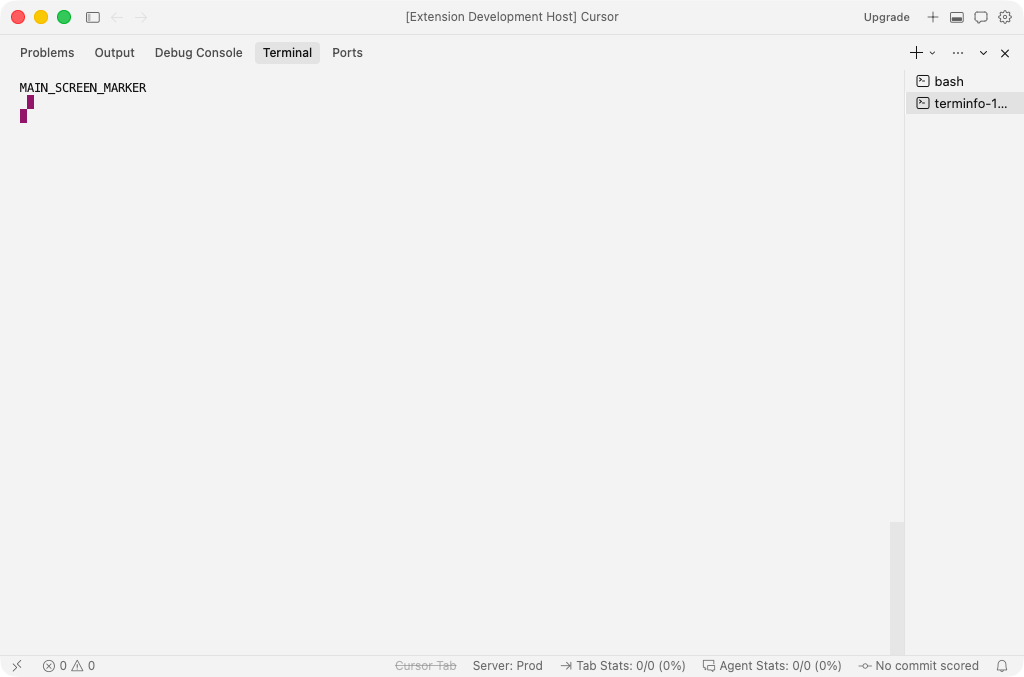 [Extension Development Host] Cursor
Upgrade
Problems Output Debug Console Terminal Ports
MAIN_SCREEN_MARKER
bash
terminfo-1...
0 0 Cursor Tab Server: Prod Tab Stats: 0/0 (0%) Agent Stats: 0/0 (0%) No commit scored